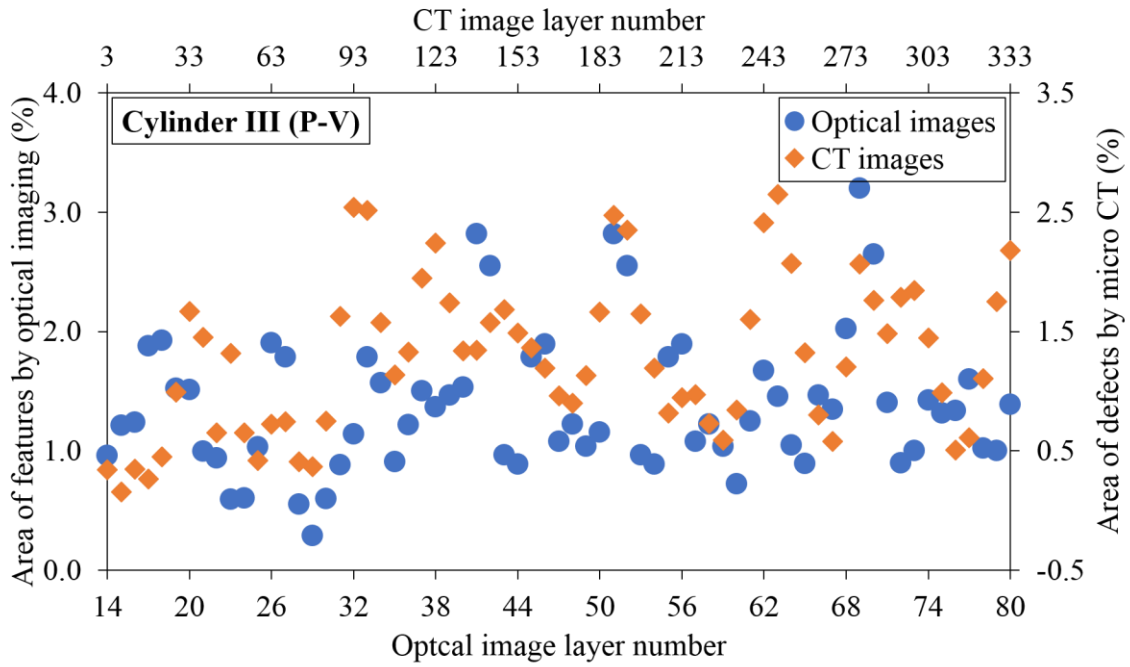 CT image layer number
3 33 63 93 123 153 183 213 243 273 303 333
Area of features by optical imaging (%)
4.0
3.0
2.0
1.0
0.0
Cylinder III (P-V)
Optical images
CT images
3.5
2.5
1.5
0.5
-0.5
Area of defects by micro CT (%)
14 20 26 32 38 44 50 56 62 68 74 80
Optcal image layer number